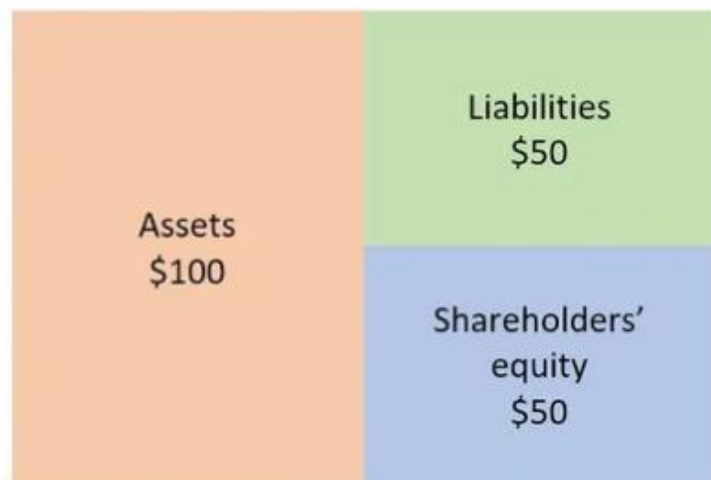 Assets
$100
Liabilities
$50
Shareholders’
equity
$50